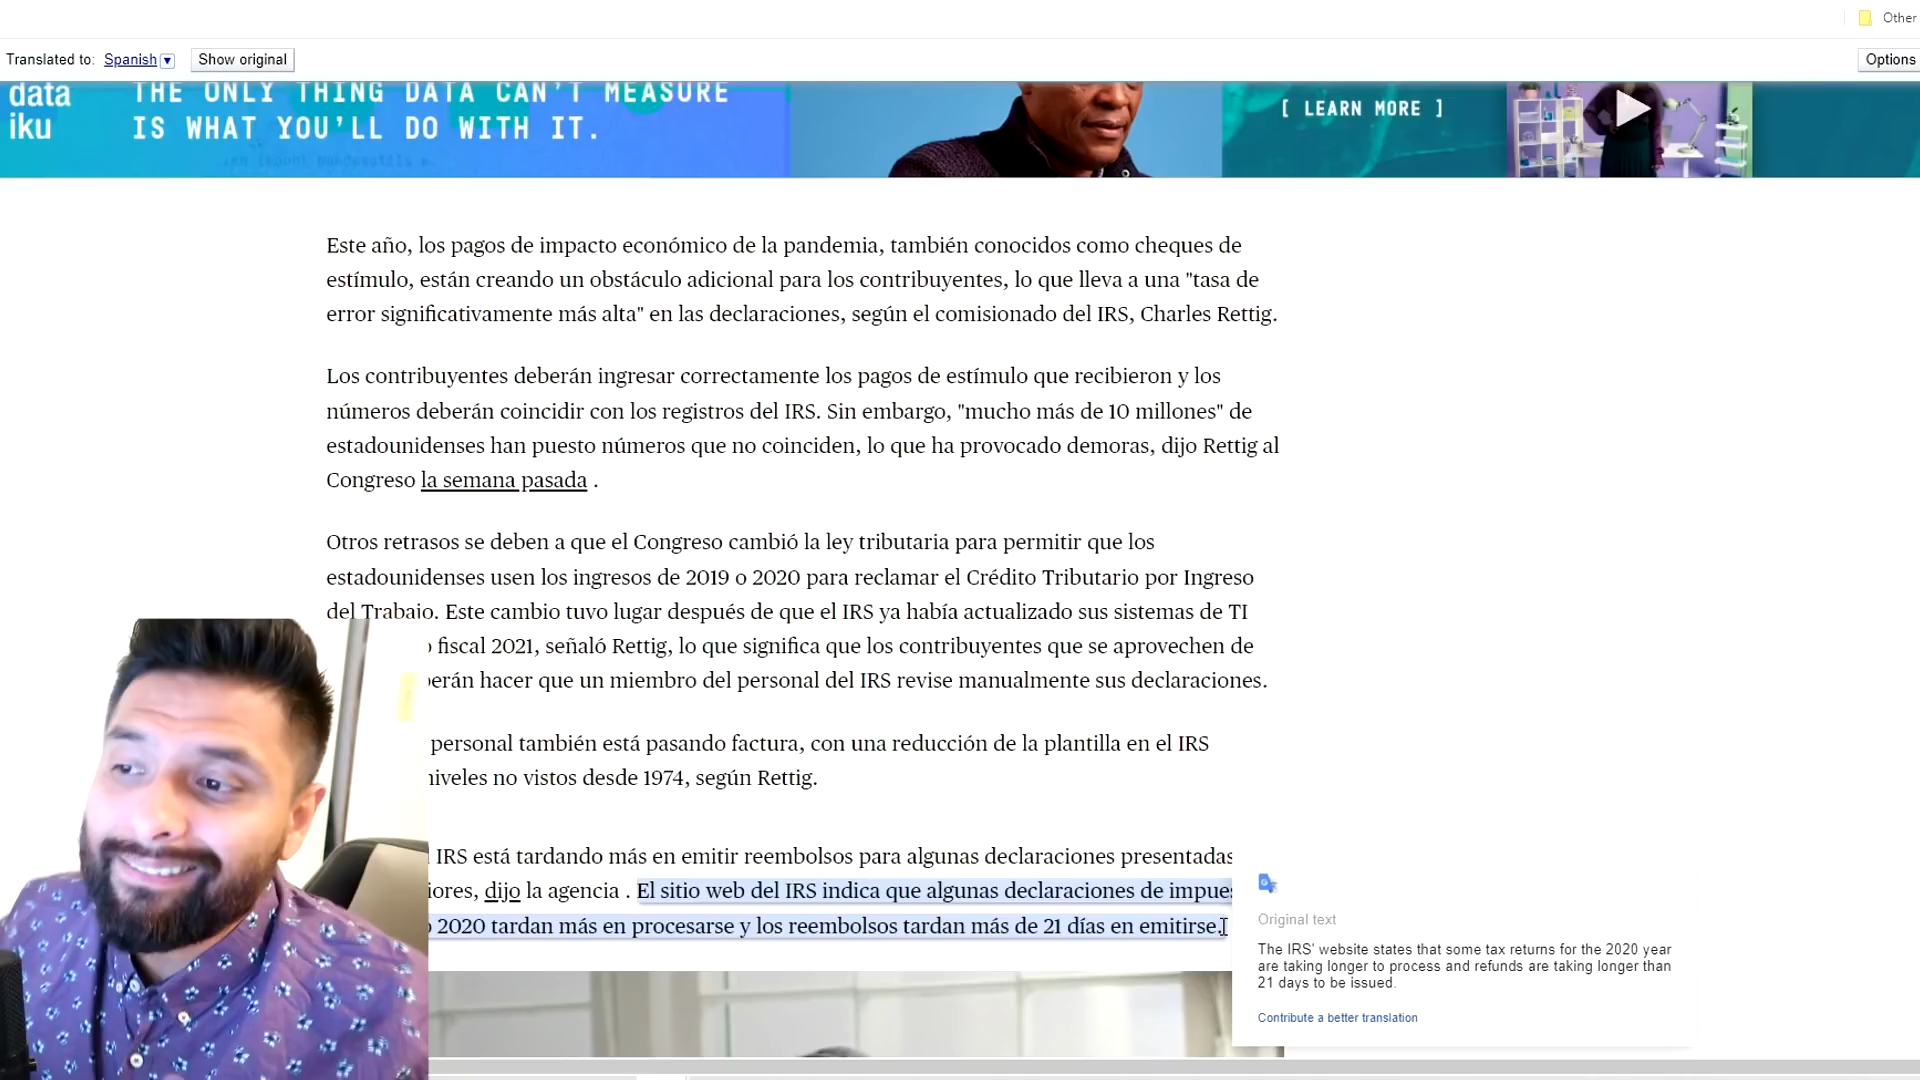 Other
Translated to: Spanish Show original Options
data
iku
THE ONLY THING DATA CAN'T MEASURE
IS WHAT YOU'LL DO WITH IT.
[ LEARN MORE ]
Este año, los pagos de impacto económico de la pandemia, también conocidos como cheques de
estímulo, están creando un obstáculo adicional para los contribuyentes, lo que lleva a una "tasa de
error significativamente más alta" en las declaraciones, según el comisionado del IRS, Charles Rettig.
Los contribuyentes deberán ingresar correctamente los pagos de estímulo que recibieron y los
números deberán coincidir con los registros del IRS. Sin embargo, "mucho más de 10 millones" de
estadounidenses han puesto números que no coinciden, lo que ha provocado demoras, dijo Rettig al
Congreso la semana pasada .
Otros retrasos se deben a que el Congreso cambió la ley tributaria para permitir que los
estadounidenses usen los ingresos de 2019 o 2020 para reclamar el Crédito Tributario por Ingreso
del Trabajo. Este cambio tuvo lugar después de que el IRS ya había actualizado sus sistemas de TI
fiscal 2021, señaló Rettig, lo que significa que los contribuyentes que se aprovechen de
erán hacer que un miembro del personal del IRS revise manualmente sus declaraciones.
personal también está pasando factura, con una reducción de la plantilla en el IRS
niveles no vistos desde 1974, según Rettig.
IRS está tardando más en emitir reembolsos para algunas declaraciones presentadas
iores, dijo la agencia . El sitio web del IRS indica que algunas declaraciones de impues
2020 tardan más en procesarse y los reembolsos tardan más de 21 días en emitirse.
Original text
The IRS' website states that some tax returns for the 2020 year
are taking longer to process and refunds are taking longer than
21 days to be issued.
Contribute a better translation